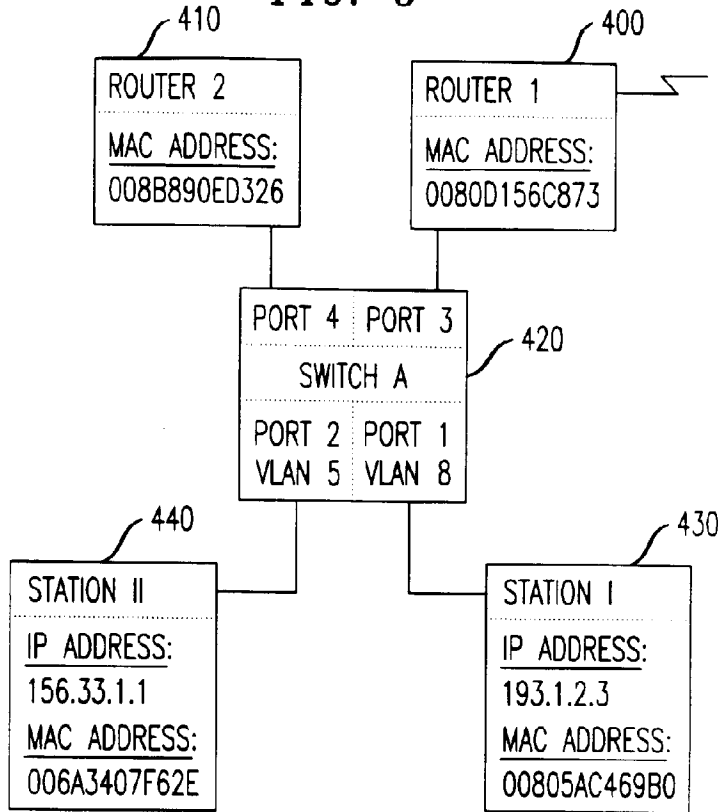 410
400
ROUTER 2
MAC ADDRESS:
008B890ED326
ROUTER 1
MAC ADDRESS:
0080D156C873
PORT 4 PORT 3
420
SWITCH A
PORT 2 PORT 1
VLAN 5 VLAN 8
440
430
STATION II
IP ADDRESS:
156.33.1.1
MAC ADDRESS:
006A3407F62E
STATION I
IP ADDRESS:
193.1.2.3
MAC ADDRESS:
00805AC469B0